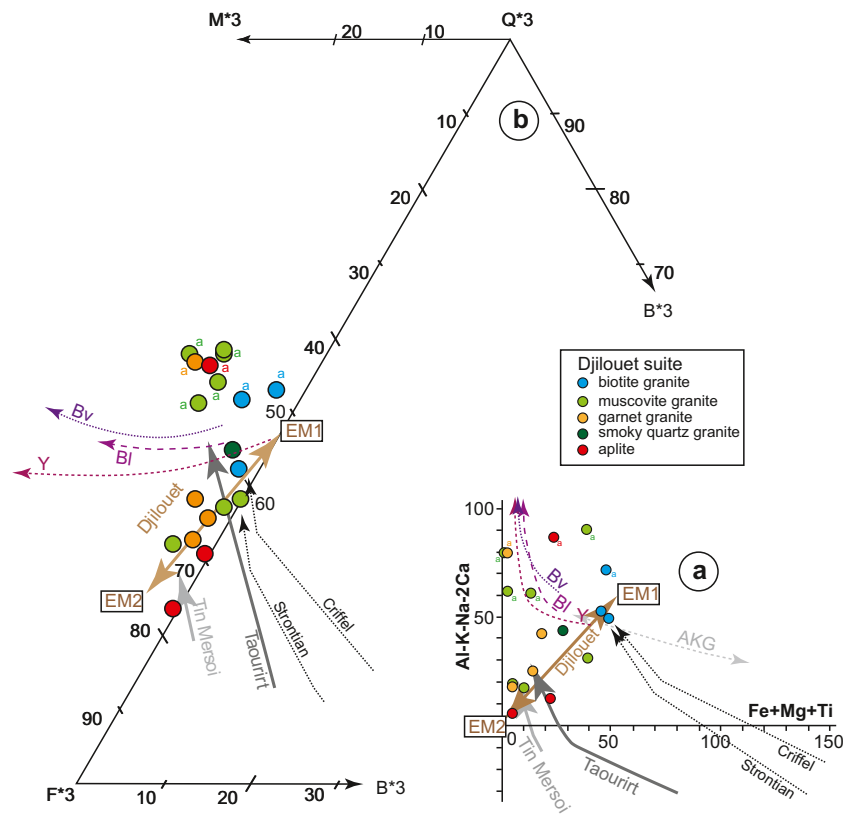 M*3
Q*3
20
10
b
10
90
20
80
30
70
B*3
40
Djilouet suite
biotite granite
muscovite granite
garnet granite
smoky quartz granite
aplite
a
a
a
a
a
a
a
a
50
EM1
Bv
Bl
Y
Djilouet
60
70
EM2
Tin Mersoi
80
Taourirt
Strontian
Criffel
90
F*3
10
20
30
B*3
100
a
a
a
a
a
a
a
a
Bv
Bl
Y
EM1
50
Al-K-Na-2Ca
Djilouet
AKG
Fe+Mg+Ti
EM2
0
50
100
150
Tin Mersoi
Taourirt
Criffel
Strontian